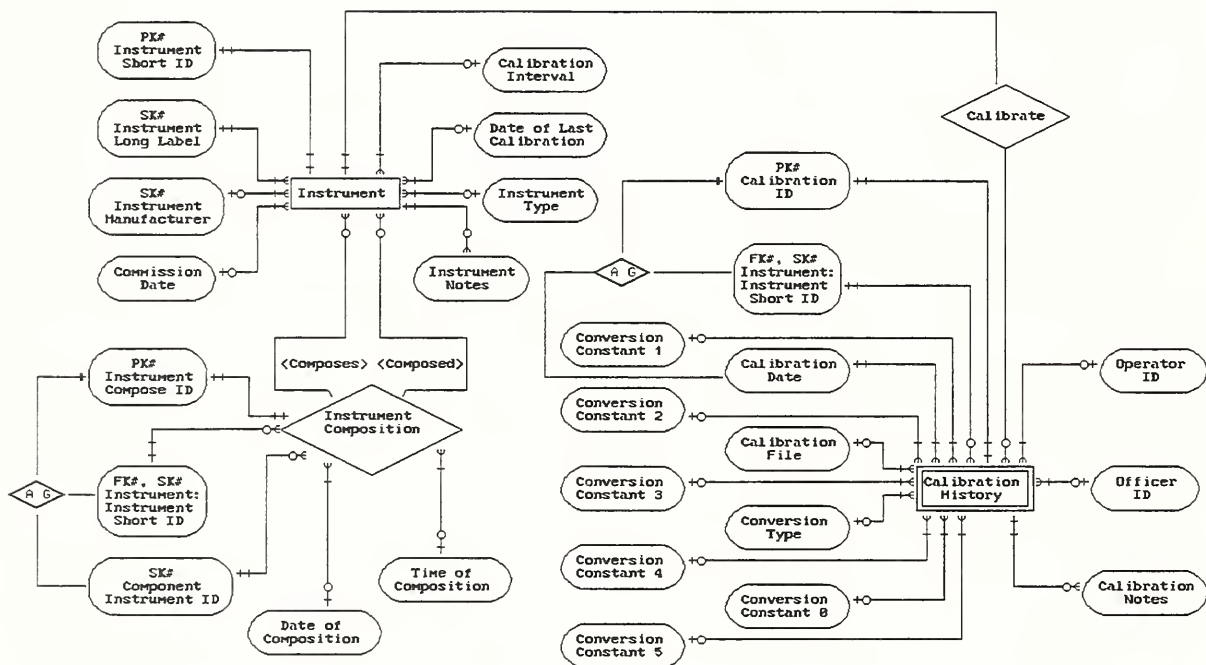 PK#
Instrument
Short ID
Calibration
Interval
SK#
Instrument
Long Label
Date of Last
Calibration
Calibrate
Instrument
PK#
Calibration
ID
SK#
Instrument
Manufacturer
Instrument
Type
Commission
Date
Instrument
Notes
A G
FK#, SK#
Instrument:
Instrument
Short ID
Conversion
Constant 1
<Composes>
<Composed>
Calibration
Date
Operator
ID
PK#
Instrument
Compose ID
Conversion
Constant 2
Instrument
Composition
Calibration
File
FK#, SK#
Instrument:
Instrument
Short ID
A G
Conversion
Constant 3
Calibration
History
Officer
ID
Conversion
Type
SK#
Component
Instrument ID
Time of
Composition
Conversion
Constant 4
Conversion
Constant 0
Calibration
Notes
Date of
Composition
Conversion
Constant 5